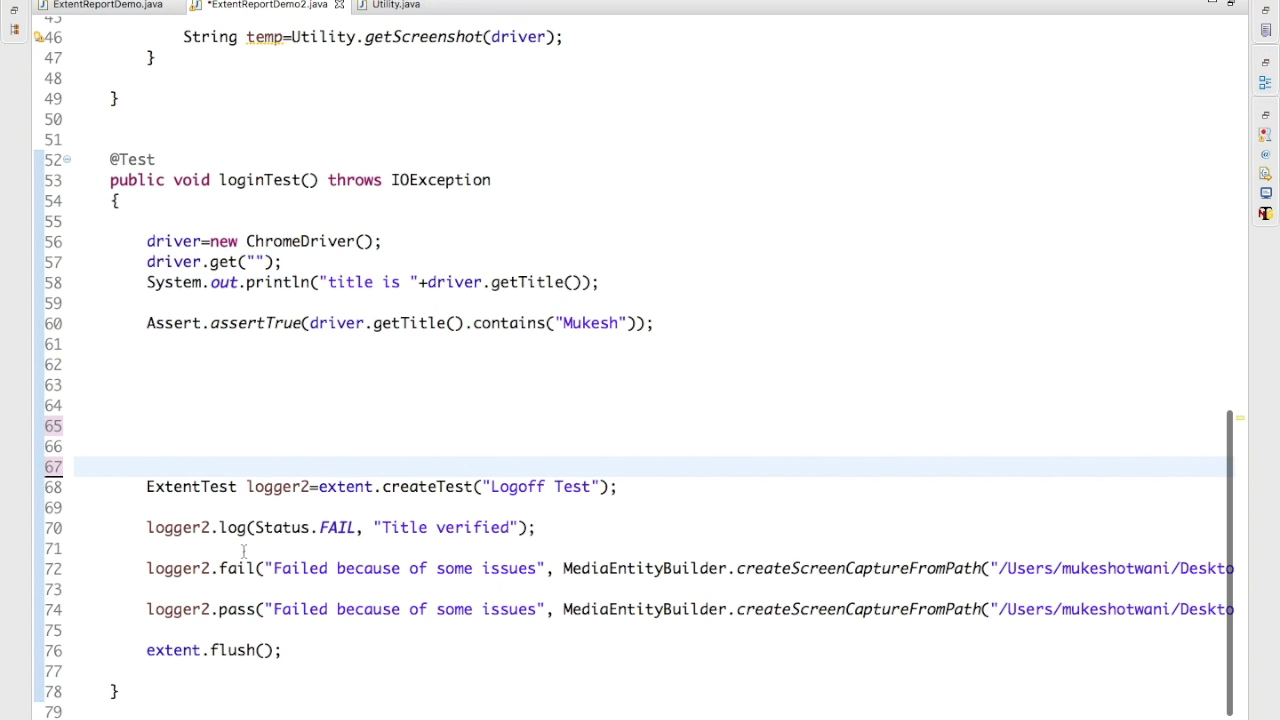 ExtentReportDemo.java *ExtentReportDemo2.java Utility.java
45
46 String temp=Utility.getScreenshot(driver);
47 }
48
49 }
50
51
52 @Test
53 public void loginTest() throws IOException
54 {
55
56 driver=new ChromeDriver();
57 driver.get("");
58 System.out.println("title is "+driver.getTitle());
59
60 Assert.assertTrue(driver.getTitle().contains("Mukesh"));
61
62
63
64
65
66
67
68 ExtentTest logger2=extent.createTest("Logoff Test");
69
70 logger2.log(Status.FAIL, "Title verified");
71
72 logger2.fail("Failed because of some issues", MediaEntityBuilder.createScreenCaptureFromPath("/Users/mukeshotwani/Deskto
73
74 logger2.pass("Failed because of some issues", MediaEntityBuilder.createScreenCaptureFromPath("/Users/mukeshotwani/Deskto
75
76 extent.flush();
77
78 }
79